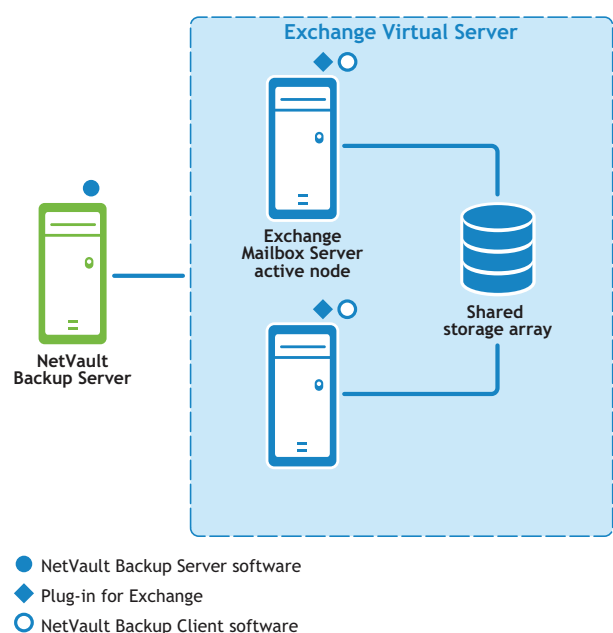 Exchange Virtual Server
Exchange
Mailbox Server
active node
Shared
storage array
NetVault
Backup Server
NetVault Backup Server software
Plug-in for Exchange
NetVault Backup Client software